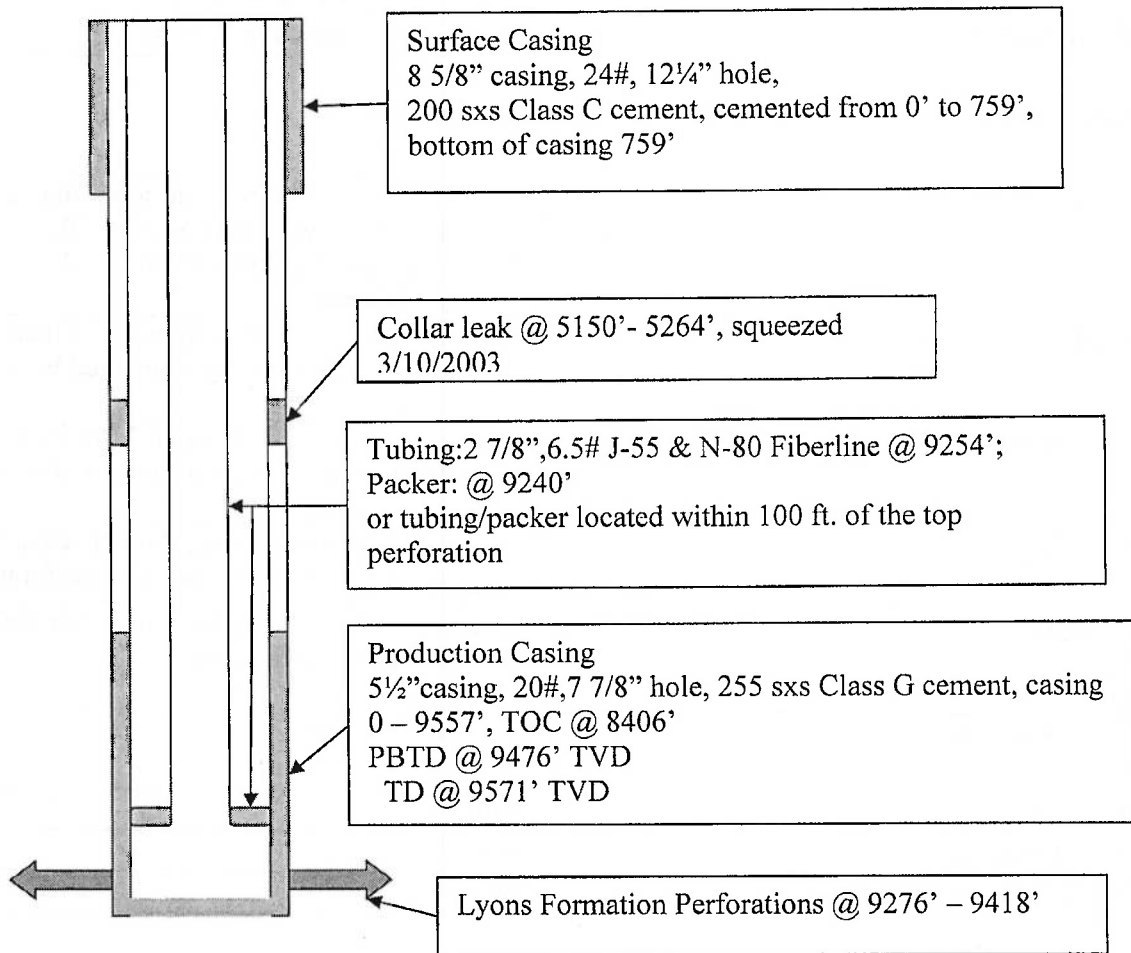 Surface Casing
8 5/8” casing, 24#, 12¼” hole,
200 sxs Class C cement, cemented from 0’ to 759’,
bottom of casing 759’
Collar leak @ 5150’- 5264’, squeezed
3/10/2003
Tubing:2 7/8”,6.5# J-55 & N-80 Fiberline @ 9254’;
Packer: @ 9240’
or tubing/packer located within 100 ft. of the top
perforation
Production Casing
5½”casing, 20#,7 7/8” hole, 255 sxs Class G cement, casing
0 – 9557’, TOC @ 8406’
PBTD @ 9476’ TVD
TD @ 9571’ TVD
Lyons Formation Perforations @ 9276’ – 9418’